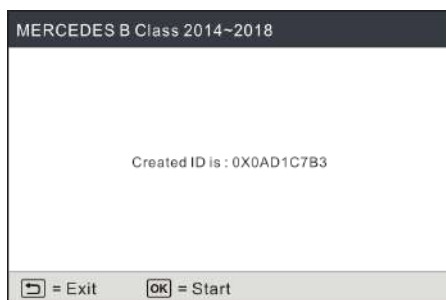 MERCEDES B Class 2014~2018
Created ID is : 0X0AD1C7B3
= Exit OK = Start